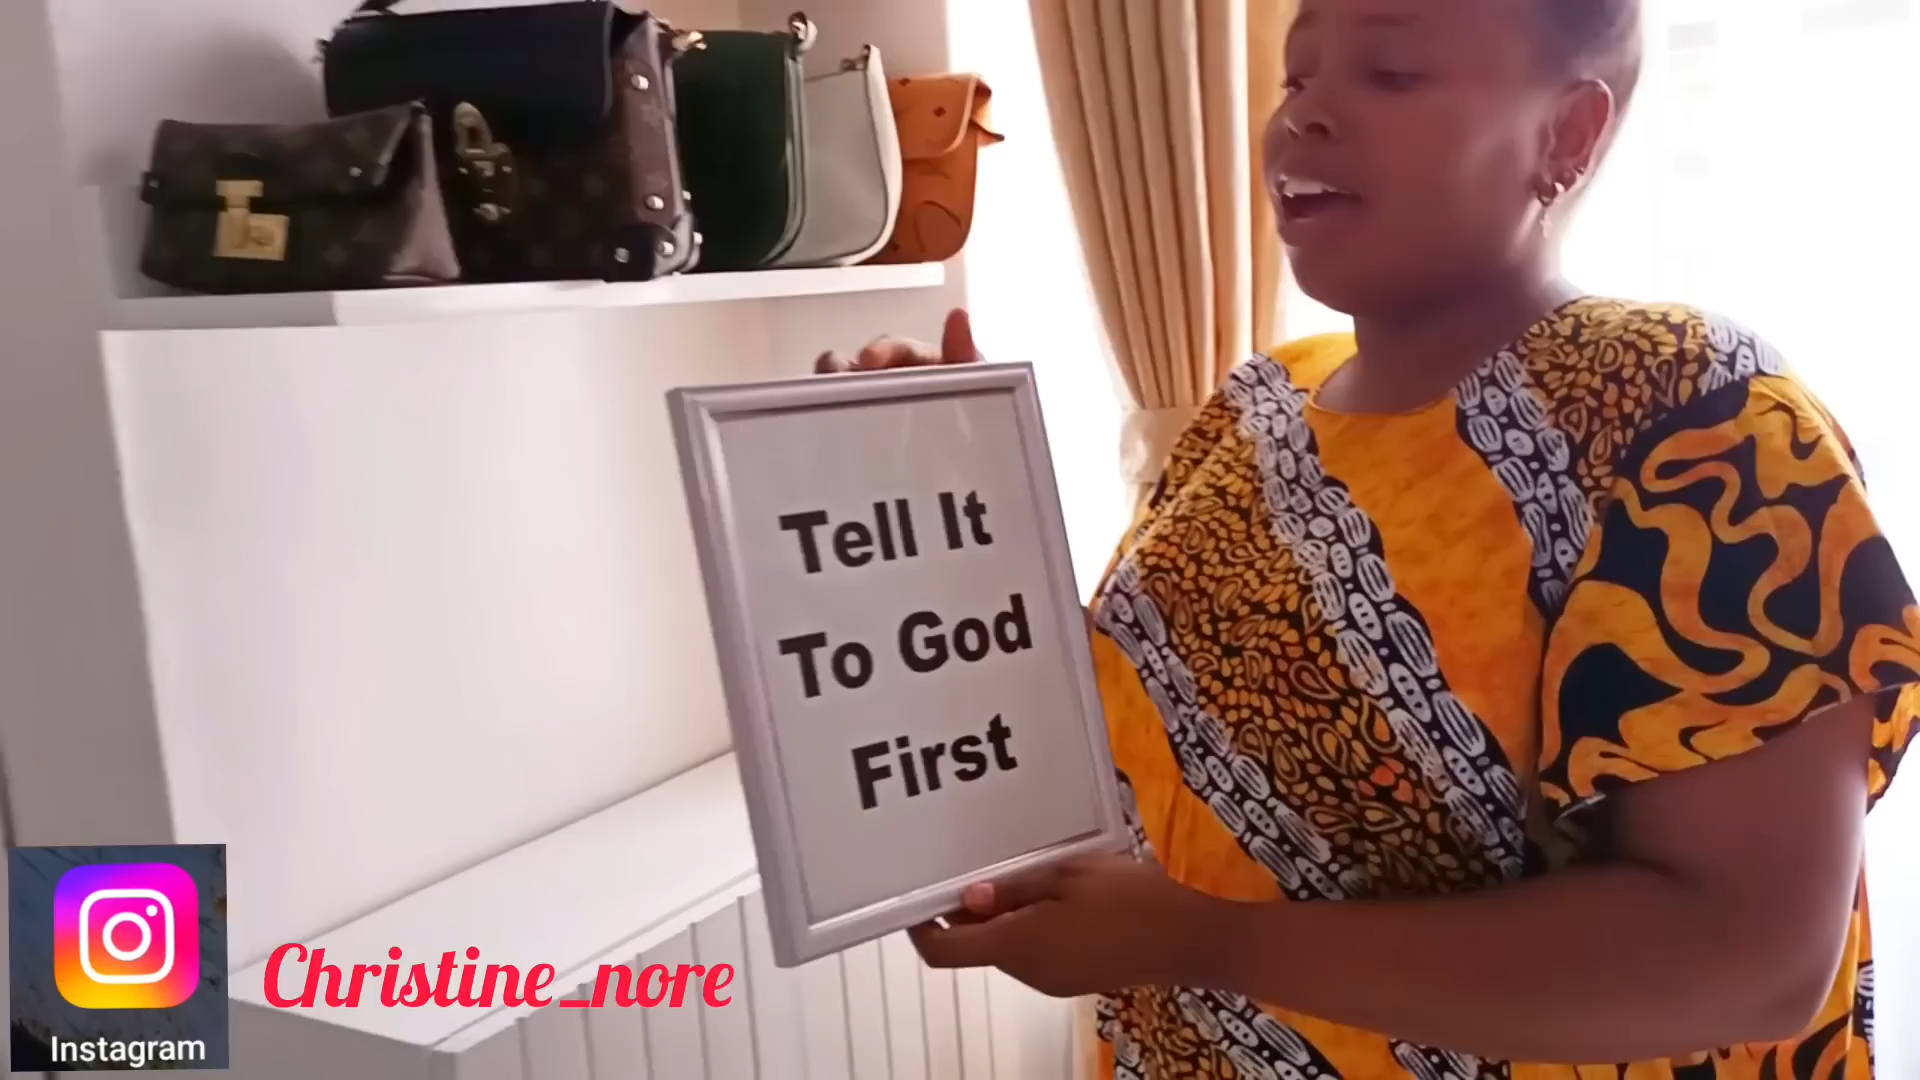 Tell It
To God
First
Christine_nore
Instagram